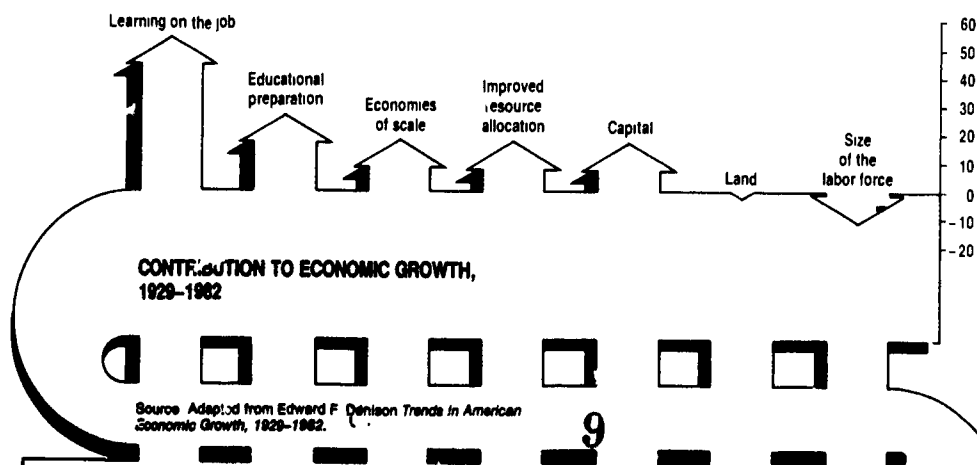 Learning on the job
Educational
preparation
Economies
of scale
Improved
resource
allocation
Capital
Land
Size
of the
labor force
60
50
40
30
20
10
0
-10
-20
CONTRIBUTION TO ECONOMIC GROWTH,
1929–1982
Source Adapted from Edward F Denison Trends in American
Economic Growth, 1929–1982.
9